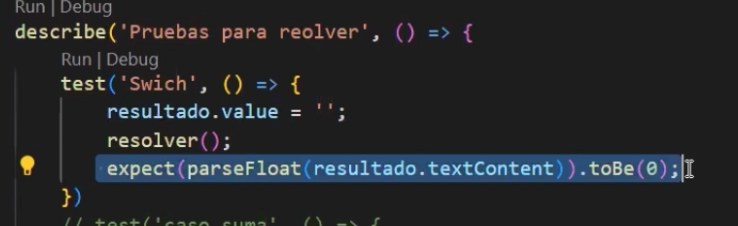 Run | Debug
describe('Pruebas para reolver', () => {
Run | Debug
test('Swich', () => {
resultado.value = '';
resolver();
expect(parseFloat(resultado.textContent)).toBe(0);
})
// test('caso suma', () => {